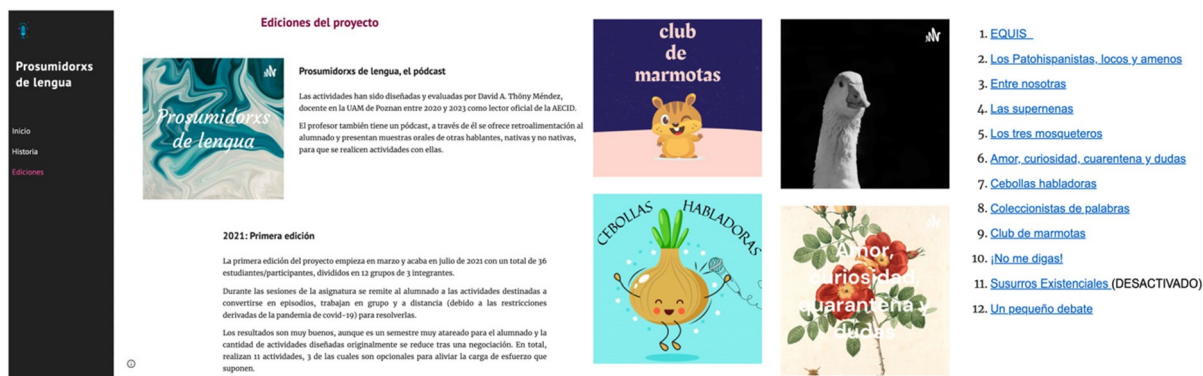 Prosumidorxs
de lengua
Inicio
Historia
Ediciones
Ediciones del proyecto
Prosumidorxs
de lengua
Prosumidorxs de lengua, el pódcast
Las actividades han sido diseñadas y evaluadas por David A. Thöny Méndez,
docente en la UAM de Poznan entre 2020 y 2023 como lector oficial de la AECID.
El profesor también tiene un pódcast, a través de él se ofrece retroalimentación al
alumnado y presentan muestras orales de otras hablantes, nativas y no nativas,
para que se realicen actividades con ellas.
2021: Primera edición
La primera edición del proyecto empieza en marzo y acaba en julio de 2021 con un total de 36
estudiantes/participantes, divididos en 12 grupos de 3 integrantes.
Durante las sesiones de la asignatura se remite al alumnado a las actividades destinadas a
convertirse en episodios, trabajan en grupo y a distancia (debido a las restricciones
derivadas de la pandemia de covid-19) para resolverlas.
Los resultados son muy buenos, aunque es un semestre muy atareado para el alumnado y la
cantidad de actividades diseñadas originalmente se reduce tras una negociación. En total,
realizan 11 actividades, 3 de las cuales son opcionales para aliviar la carga de esfuerzo que
suponen.
club
de
marmotas
CEBOLLAS HABLADORAS
Amor,
curiosidad,
cuarentena y
dudas
1. EQUIS
2. Los Patohispanistas, locos y amenos
3. Entre nosotras
4. Las supernenas
5. Los tres mosqueteros
6. Amor, curiosidad, cuarentena y dudas
7. Cebollas habladoras
8. Coleccionistas de palabras
9. Club de marmotas
10. ¡No me digas!
11. Susurros Existenciales (DESACTIVADO)
12. Un pequeño debate